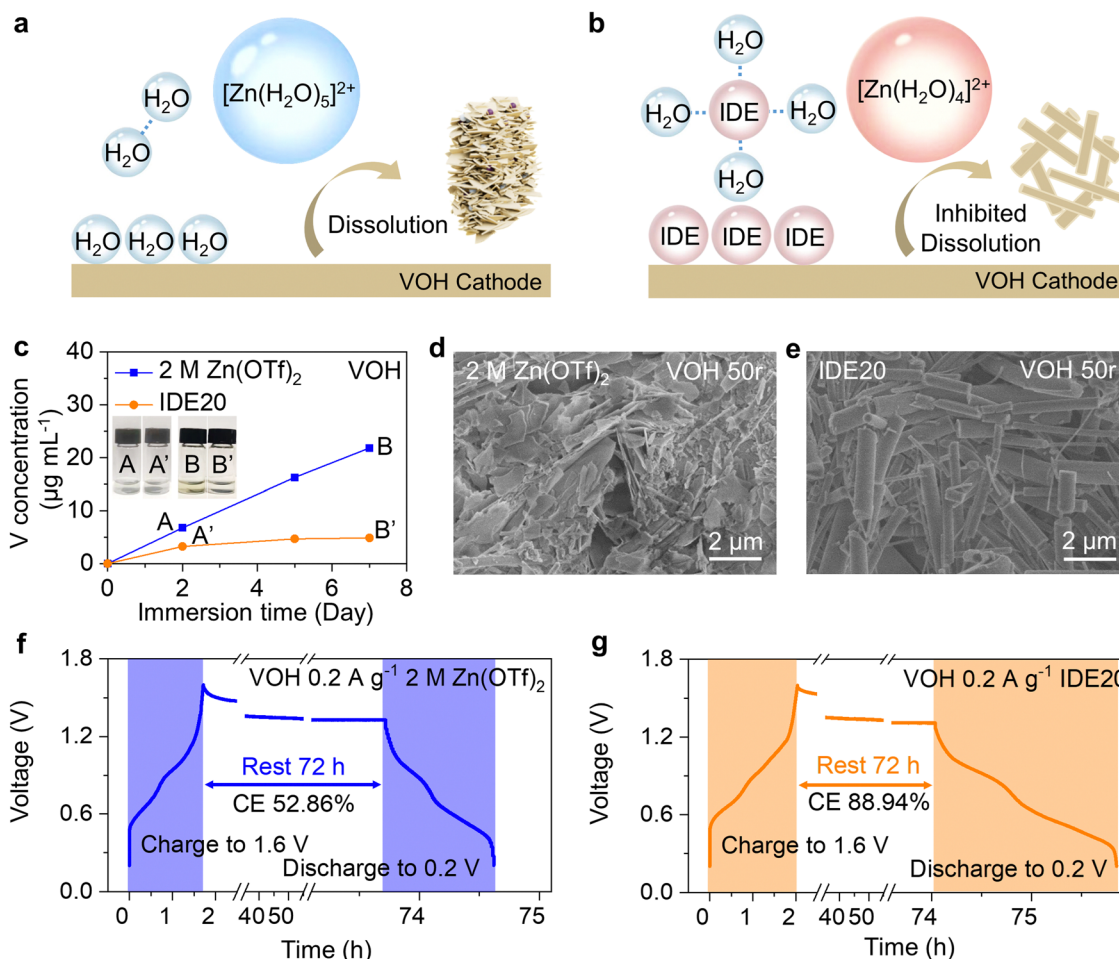 a
H₂O
H₂O
[Zn(H₂O)₅]²⁺
Dissolution
H₂O H₂O H₂O
VOH Cathode
b
H₂O
H₂O IDE H₂O
H₂O
[Zn(H₂O)₄]²⁺
Inhibited
Dissolution
IDE IDE IDE
VOH Cathode
c
V concentration
(µg mL⁻¹)
40
30
20
10
0
2 M Zn(OTf)₂ VOH
IDE20
A A' B B'
B
A
A'
B'
0 2 4 6 8
Immersion time (Day)
d
2 M Zn(OTf)₂ VOH 50r
2 µm
e
IDE20 VOH 50r
2 µm
f
Voltage (V)
1.8
1.2
0.6
0.0
VOH 0.2 A g⁻¹ 2 M Zn(OTf)₂
Rest 72 h
CE 52.86%
Charge to 1.6 V
Discharge to 0.2 V
0 1 2 40 50 74 75
Time (h)
g
Voltage (V)
1.8
1.2
0.6
0.0
VOH 0.2 A g⁻¹ IDE20
Rest 72 h
CE 88.94%
Charge to 1.6 V
Discharge to 0.2 V
0 1 2 40 50 74 75
Time (h)